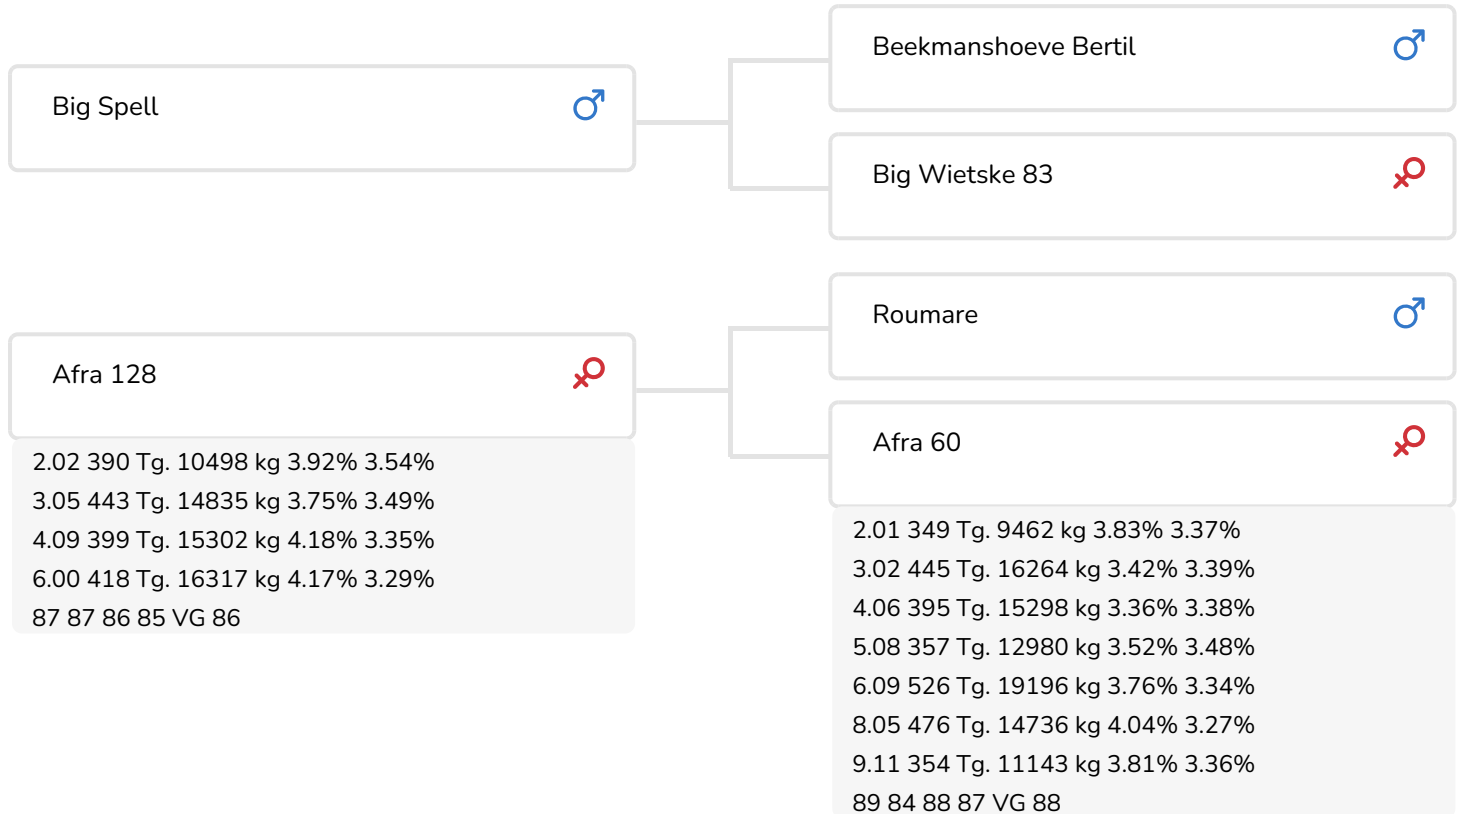 Big Spell
Beekmanshoeve Bertil
Big Wietske 83
Afra 128
2.02 390 Tg. 10498 kg 3.92% 3.54%
3.05 443 Tg. 14835 kg 3.75% 3.49%
4.09 399 Tg. 15302 kg 4.18% 3.35%
6.00 418 Tg. 16317 kg 4.17% 3.29%
87 87 86 85 VG 86
Roumare
Afra 60
2.01 349 Tg. 9462 kg 3.83% 3.37%
3.02 445 Tg. 16264 kg 3.42% 3.39%
4.06 395 Tg. 15298 kg 3.36% 3.38%
5.08 357 Tg. 12980 kg 3.52% 3.48%
6.09 526 Tg. 19196 kg 3.76% 3.34%
8.05 476 Tg. 14736 kg 4.04% 3.27%
9.11 354 Tg. 11143 kg 3.81% 3.36%
89 84 88 87 VG 88